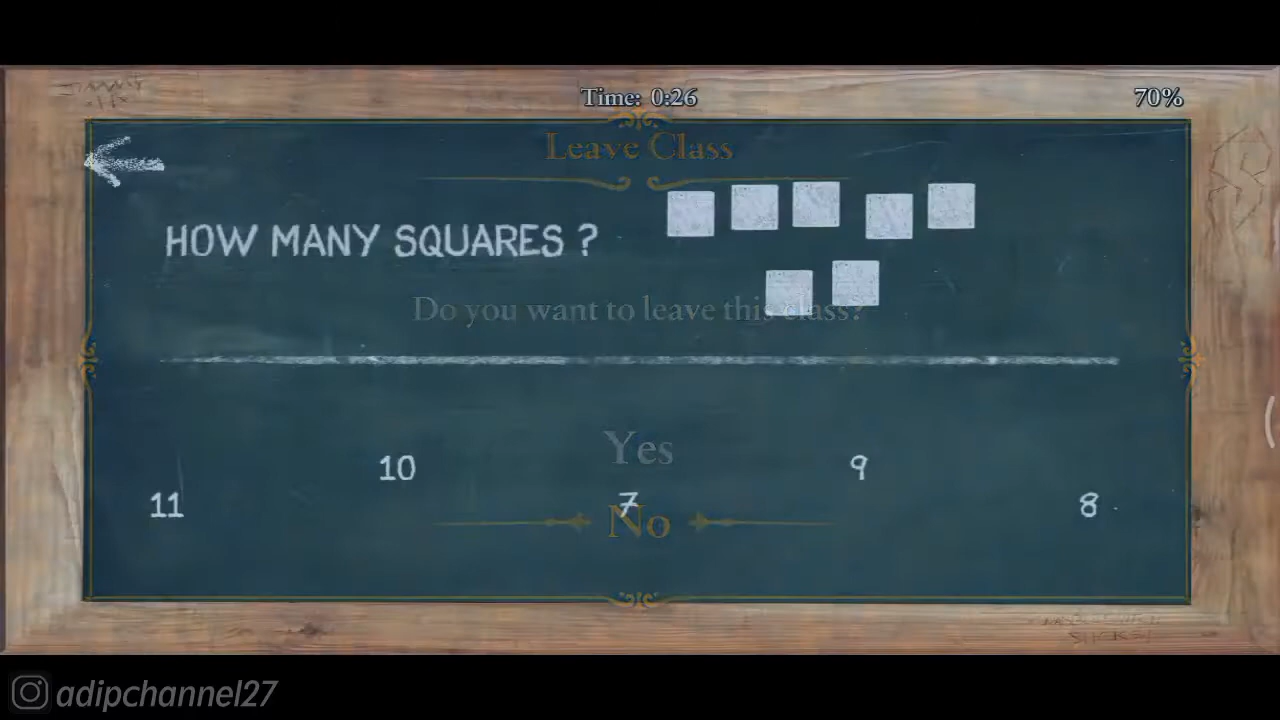 Time: 0:26
70%
Leave Class
HOW MANY SQUARES ?
Do you want to leave this class?
Yes
10
9
11
7
8
No
adipchannel27